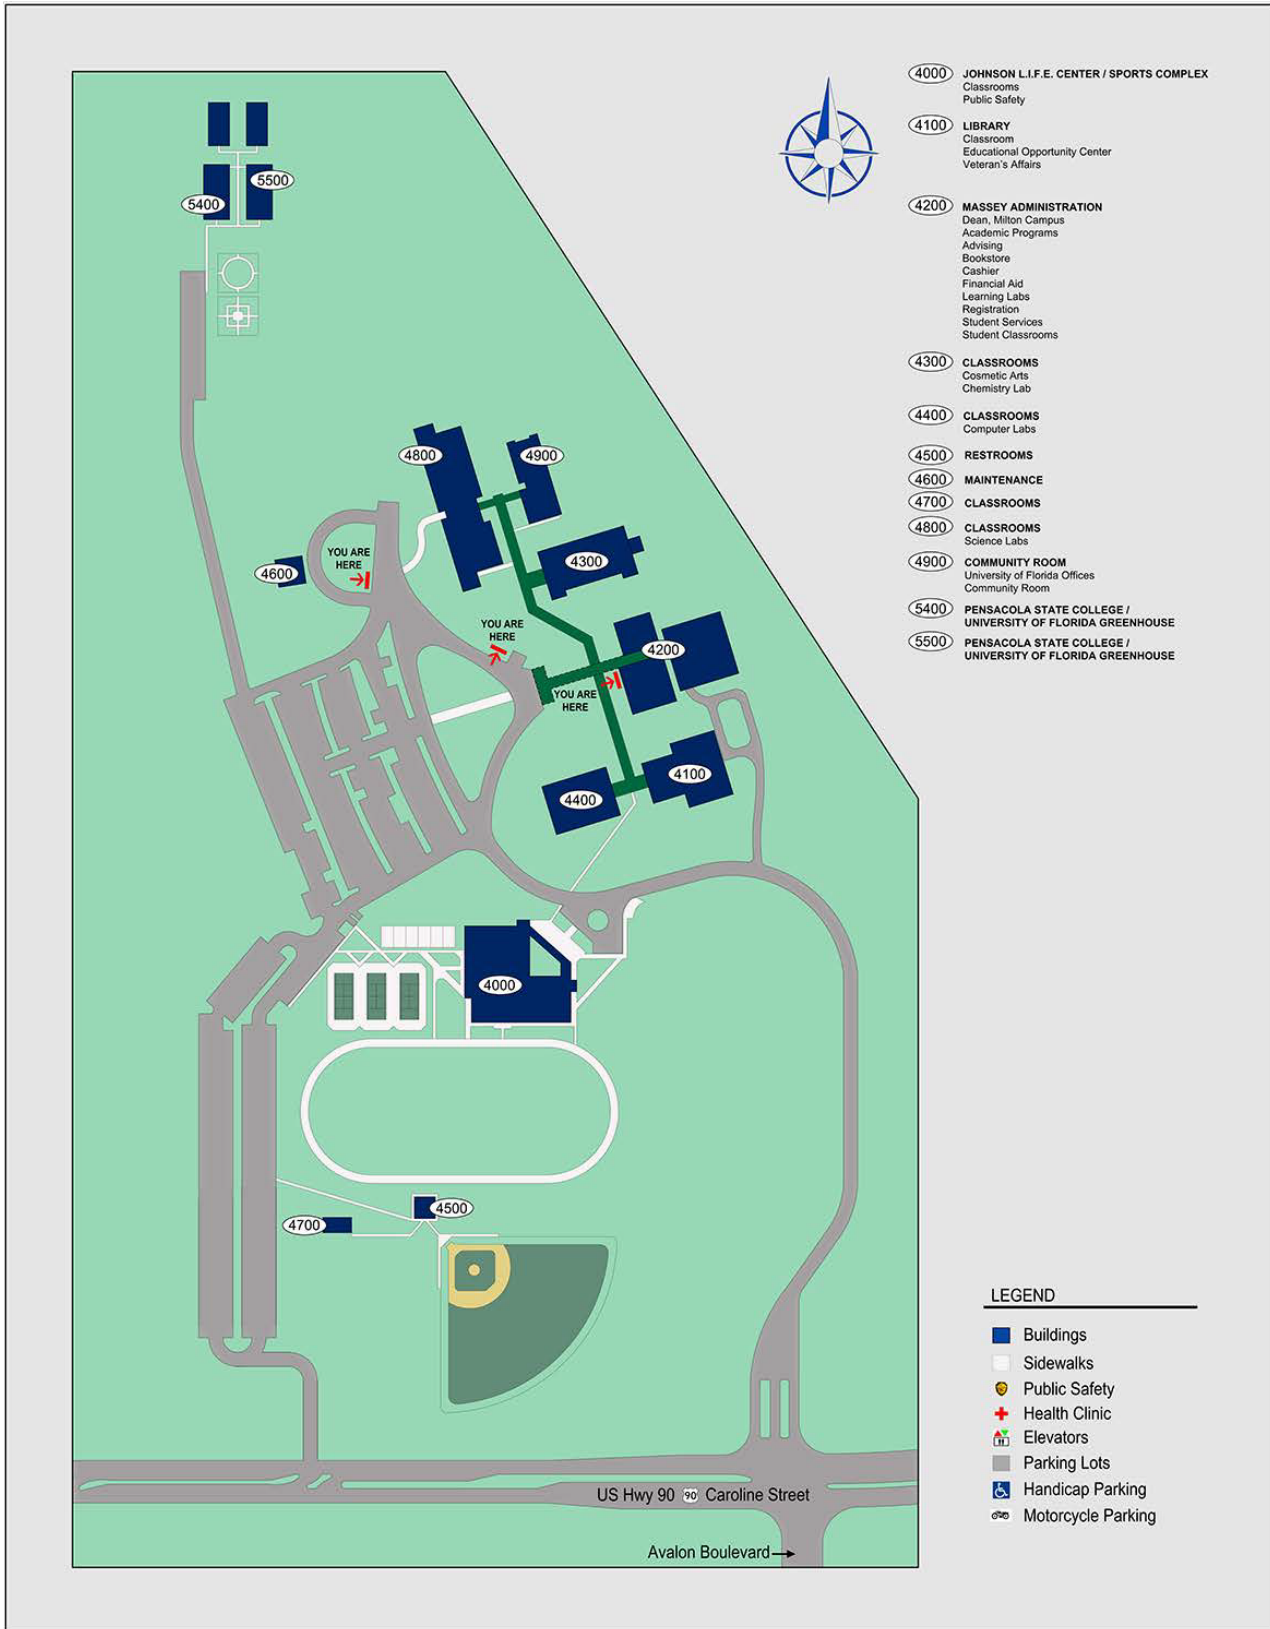 4000 JOHNSON L.I.F.E. CENTER / SPORTS COMPLEX
Classrooms
Public Safety
4100 LIBRARY
Classroom
Educational Opportunity Center
Veteran's Affairs
4200 MASSEY ADMINISTRATION
Dean, Milton Campus
Academic Programs
Advising
Bookstore
Cashier
Financial Aid
Learning Labs
Registration
Student Services
Student Classrooms
4300 CLASSROOMS
Cosmetic Arts
Chemistry Lab
4400 CLASSROOMS
Computer Labs
4500 RESTROOMS
4600 MAINTENANCE
4700 CLASSROOMS
4800 CLASSROOMS
Science Labs
4900 COMMUNITY ROOM
University of Florida Offices
Community Room
5400 PENSACOLA STATE COLLEGE /
UNIVERSITY OF FLORIDA GREENHOUSE
5500 PENSACOLA STATE COLLEGE /
UNIVERSITY OF FLORIDA GREENHOUSE
5500
5400
4800
4900
YOU ARE
HERE
4300
4600
YOU ARE
HERE
4200
YOU ARE
HERE
4100
4400
4000
4500
4700
US Hwy 90 90 Caroline Street
Avalon Boulevard
LEGEND
Buildings
Sidewalks
Public Safety
Health Clinic
Elevators
Parking Lots
Handicap Parking
Motorcycle Parking